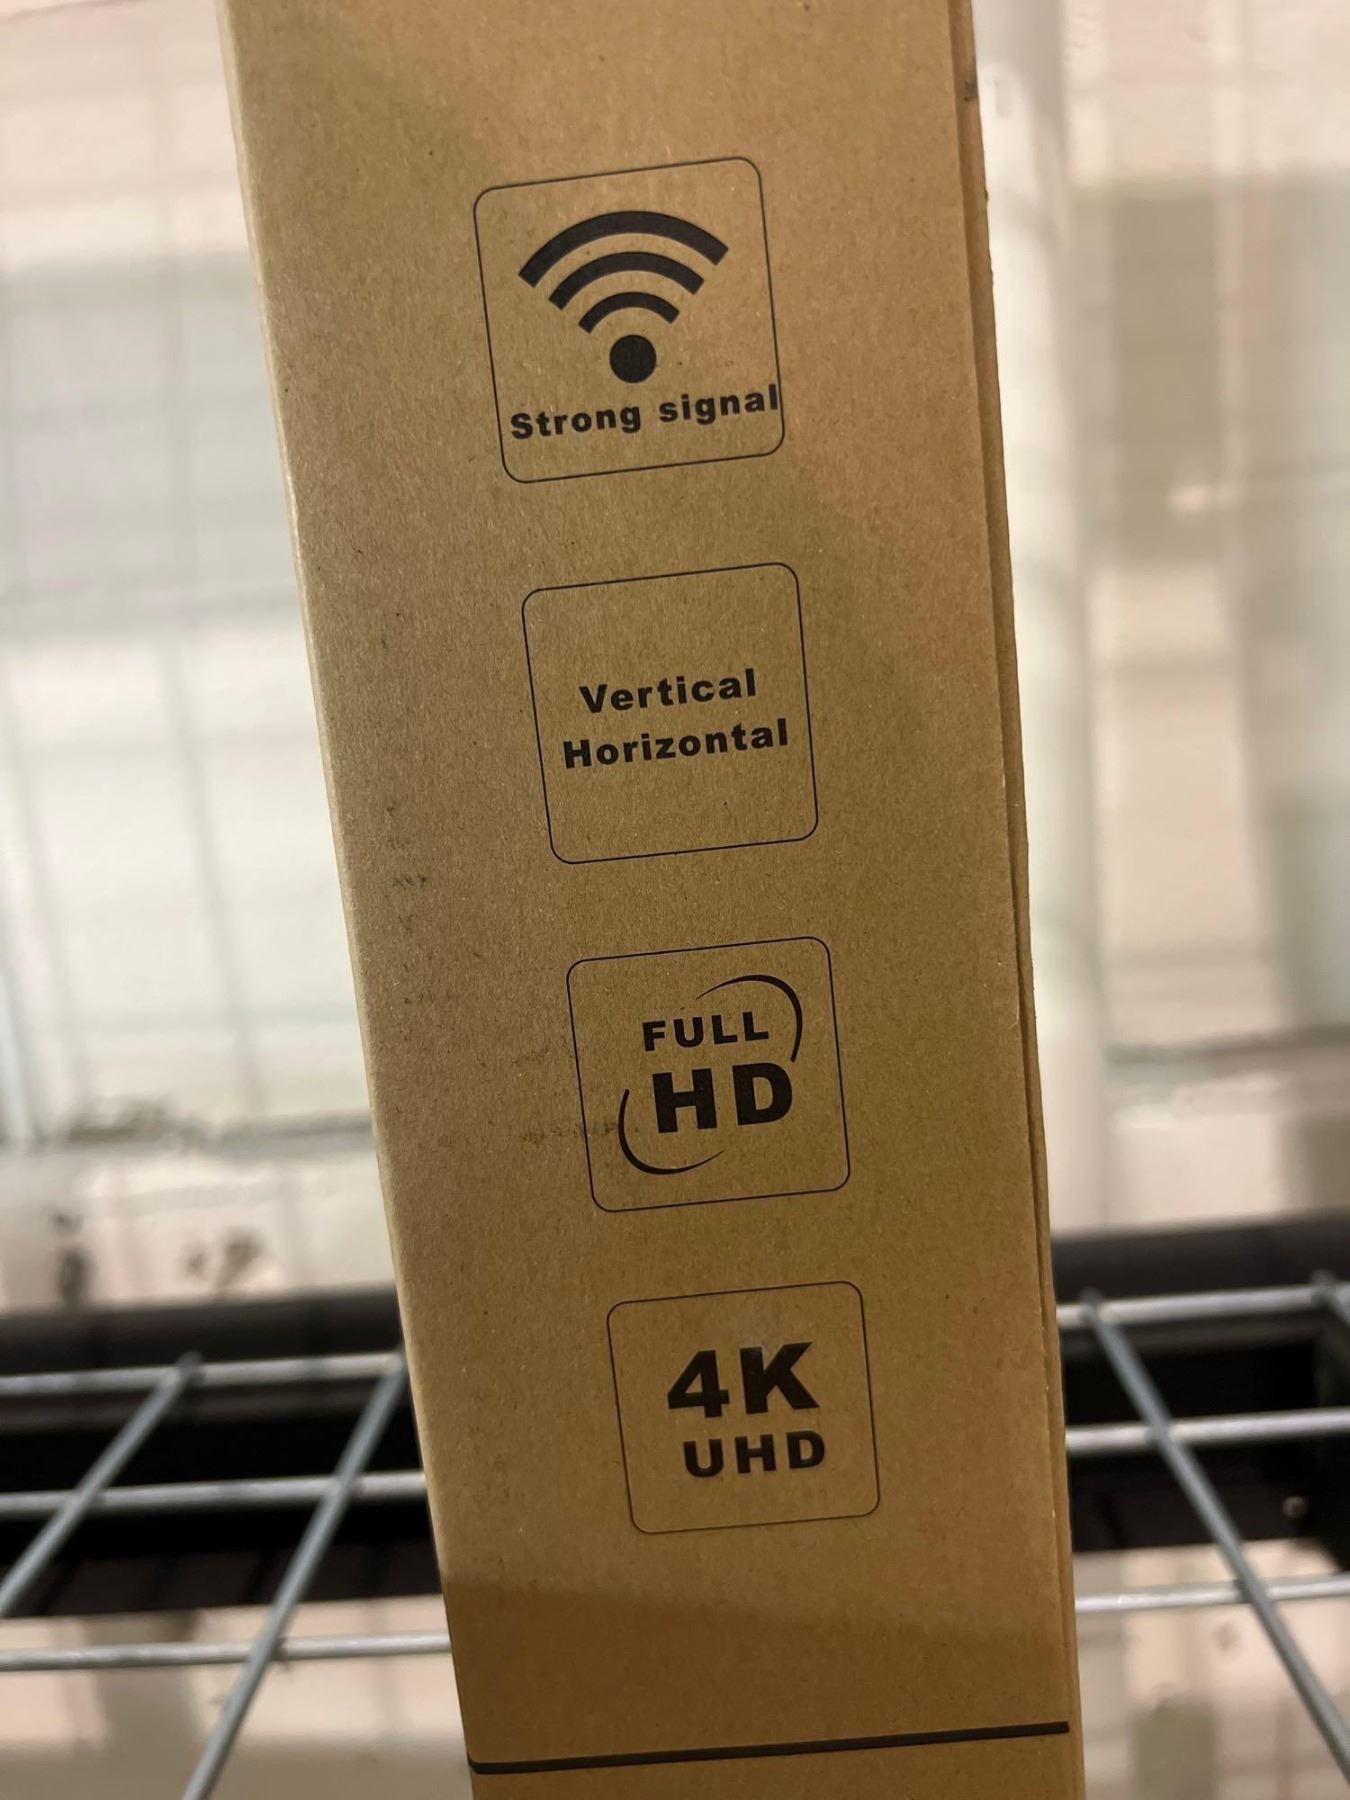 Strong signal
Vertical
Horizontal
FULL
HD
4K
UHD